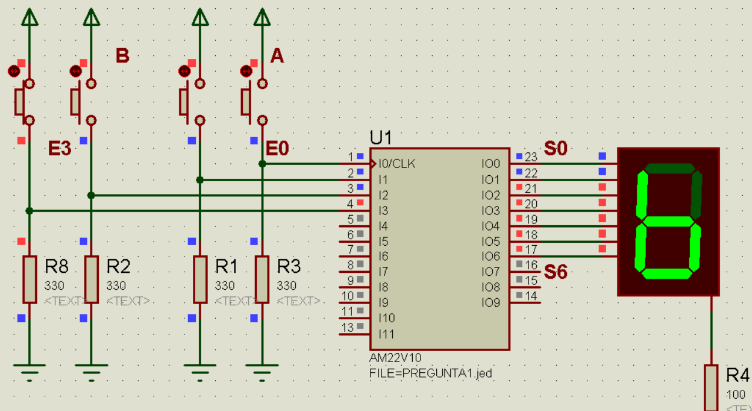 B
A
E3
E0
U1
S0
1
I0/CLK
IO0
23
2
I1
IO1
22
3
I2
IO2
21
4
I3
IO3
20
5
I4
IO4
19
6
I5
IO5
18
7
I6
IO6
17
8
I7
IO7
16
S6
9
I8
IO8
15
10
I9
IO9
14
11
I10
13
I11
R8
330
<TEXT>
R2
330
<TEXT>
R1
330
<TEXT>
R3
330
<TEXT>
AM22V10
FILE=PREGUNTA1.jed
R4
100